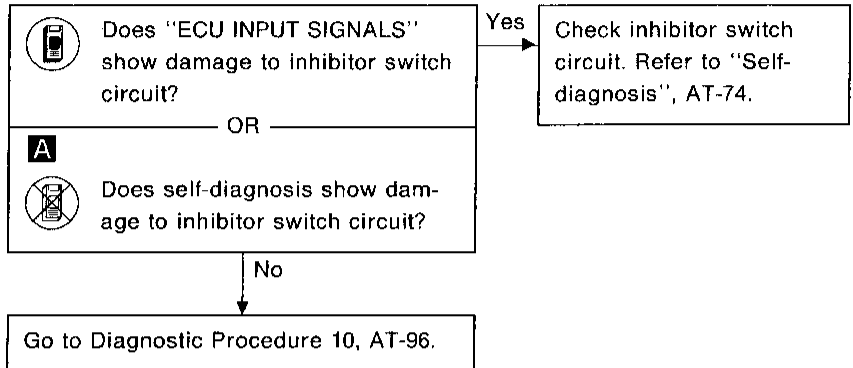 Does "ECU INPUT SIGNALS"
show damage to inhibitor switch
circuit?
Yes
Check inhibitor switch
circuit. Refer to "Self-
diagnosis", AT-74.
OR
A
Does self-diagnosis show dam-
age to inhibitor switch circuit?
No
Go to Diagnostic Procedure 10, AT-96.